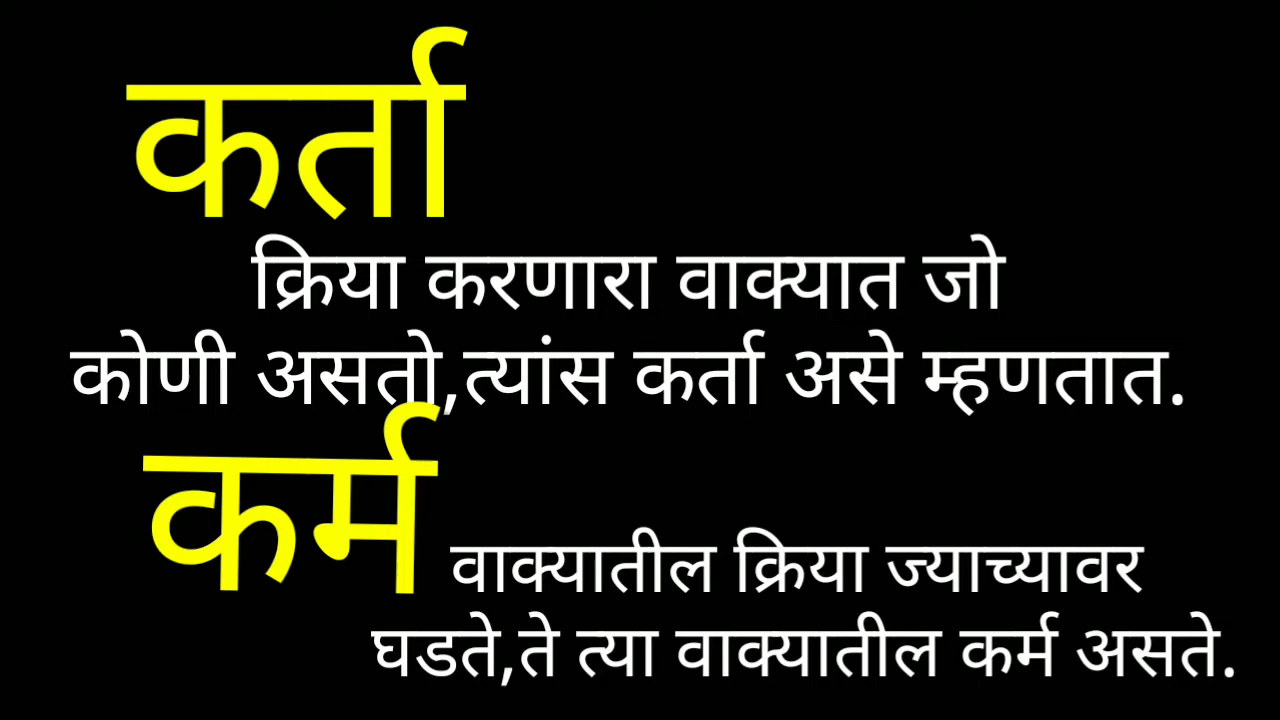 कर्ता
क्रिया करणारा वाक्यात जो
कोणी असतो,त्यांस कर्ता असे म्हणतात.
कर्म
वाक्यातील क्रिया ज्याच्यावर
घडते,ते त्या वाक्यातील कर्म असते.